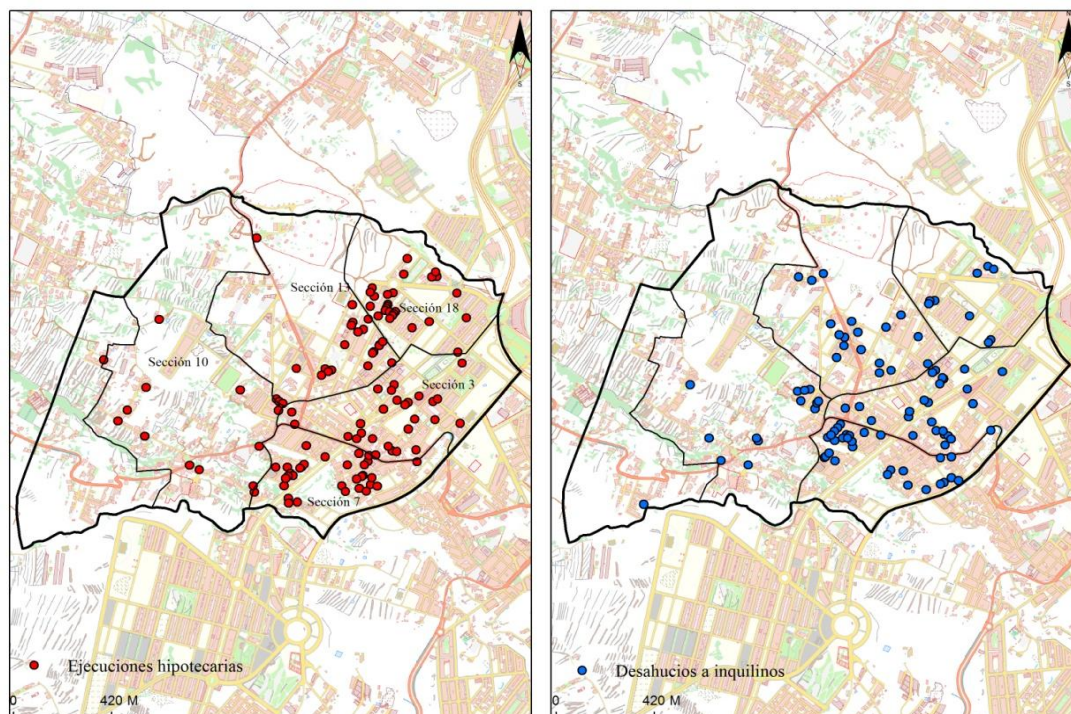 N
S
Sección 13
Sección 18
Sección 10
Sección 3
Sección 7
Ejecuciones hipotecarias
0
420 M
N
S
Desahucios a inquilinos
0
420 M